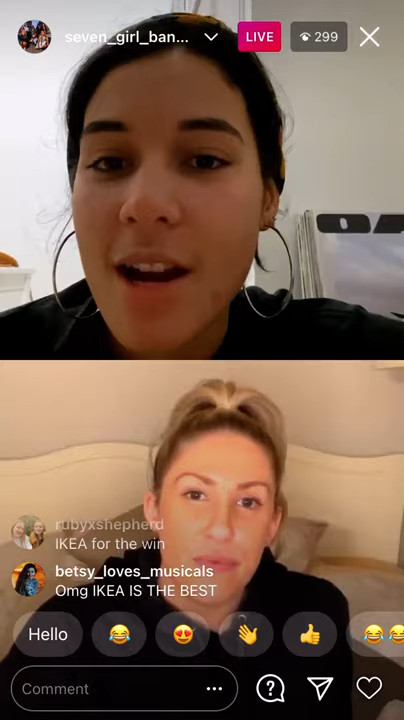 seven_girl_ban...
LIVE
299
rubyxshepherd
IKEA for the win
betsy_loves_musicals
Omg IKEA IS THE BEST
Hello
Comment